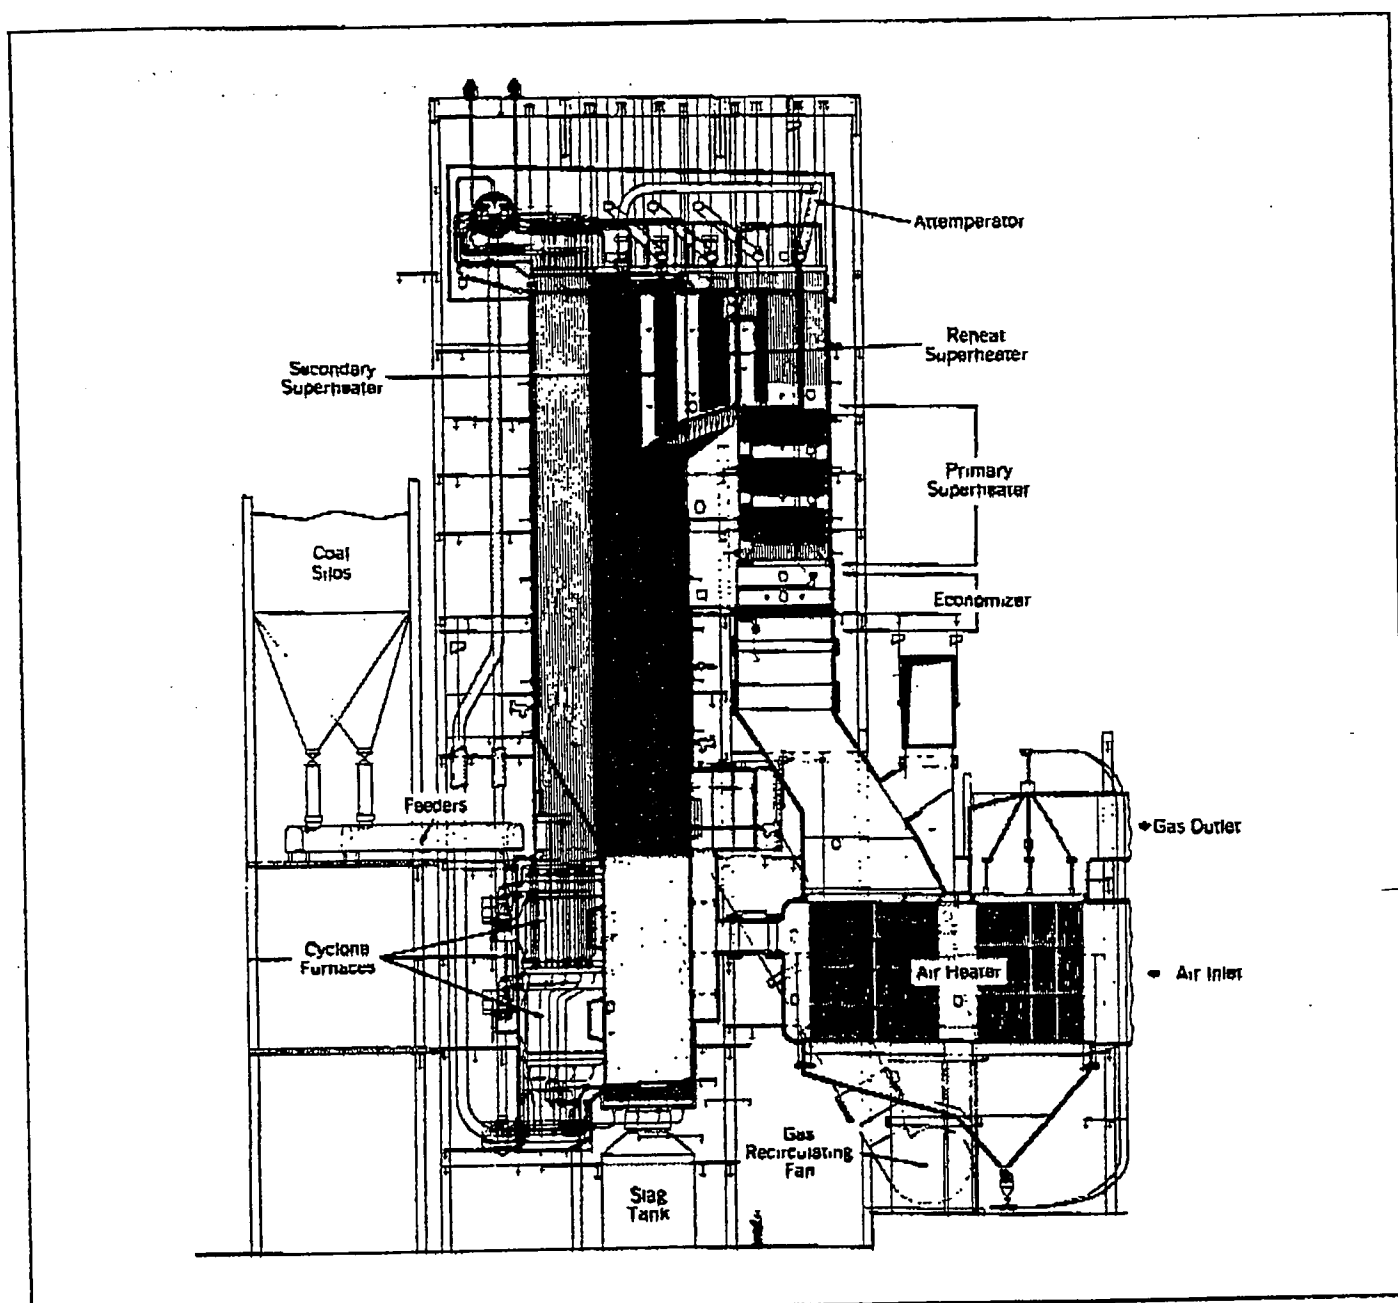 Attemperator
Reheat
Superheater
Secondary
Superheater
Primary
Superheater
Coal
Silos
Economizer
Feeders
Gas Outlet
Cyclone
Furnaces
Air Heater
Air Inlet
Gas
Recirculating
Fan
Slag
Tank